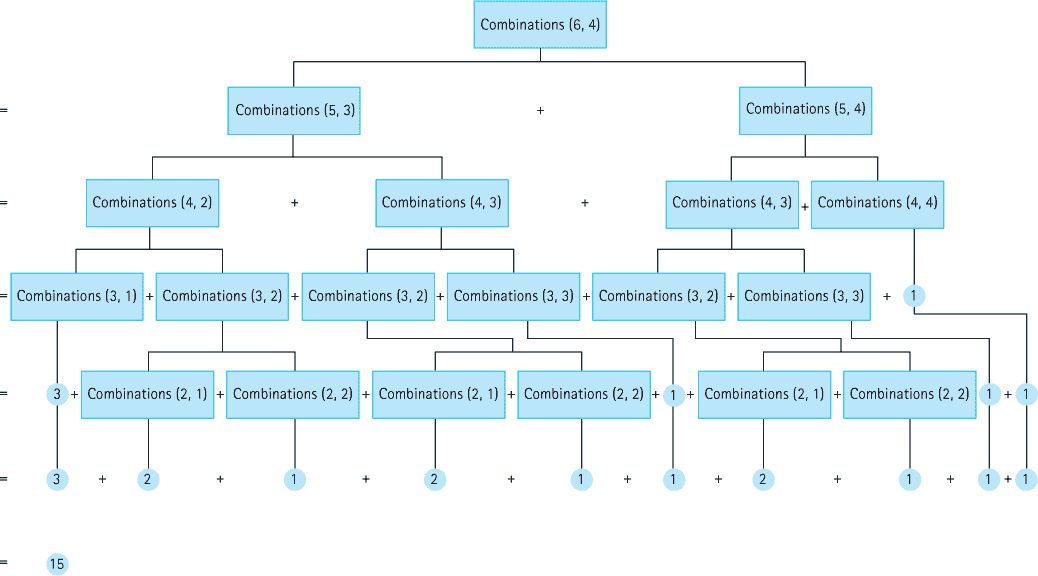 Combinations (6, 4)
= Combinations (5, 3) + Combinations (5, 4)
= Combinations (4, 2) + Combinations (4, 3) + Combinations (4, 3) + Combinations (4, 4)
= Combinations (3, 1) + Combinations (3, 2) + Combinations (3, 2) + Combinations (3, 3) + Combinations (3, 2) + Combinations (3, 3) + 1
= 3 + Combinations (2, 1) + Combinations (2, 2) + Combinations (2, 1) + Combinations (2, 2) + 1 + Combinations (2, 1) + Combinations (2, 2) 1 + 1
= 3 + 2 + 1 + 2 + 1 + 1 + 2 + 1 + 1 + 1
= 15